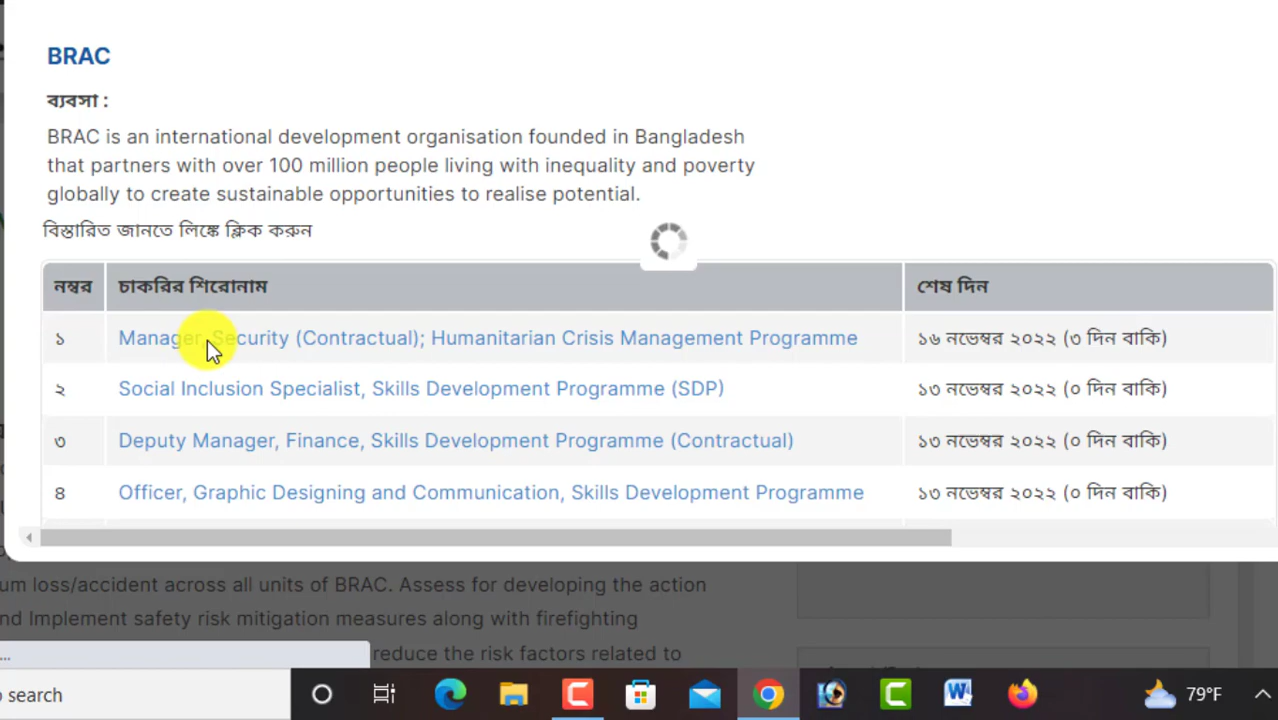 BRAC
ব্যবসা :
BRAC is an international development organisation founded in Bangladesh
that partners with over 100 million people living with inequality and poverty
globally to create sustainable opportunities to realise potential.
বিস্তারিত জানতে লিঙ্কে ক্লিক করুন
নম্বর চাকরির শিরোনাম শেষ দিন
১ Manager, Security (Contractual); Humanitarian Crisis Management Programme ১৬ নভেম্বর ২০২২ (৩ দিন বাকি)
২ Social Inclusion Specialist, Skills Development Programme (SDP) ১৩ নভেম্বর ২০২২ (০ দিন বাকি)
৩ Deputy Manager, Finance, Skills Development Programme (Contractual) ১৩ নভেম্বর ২০২২ (০ দিন বাকি)
৪ Officer, Graphic Designing and Communication, Skills Development Programme ১৩ নভেম্বর ২০২২ (০ দিন বাকি)
um loss/accident across all units of BRAC. Assess for developing the action
nd Implement safety risk mitigation measures along with firefighting
reduce the risk factors related to
...
o search
79°F